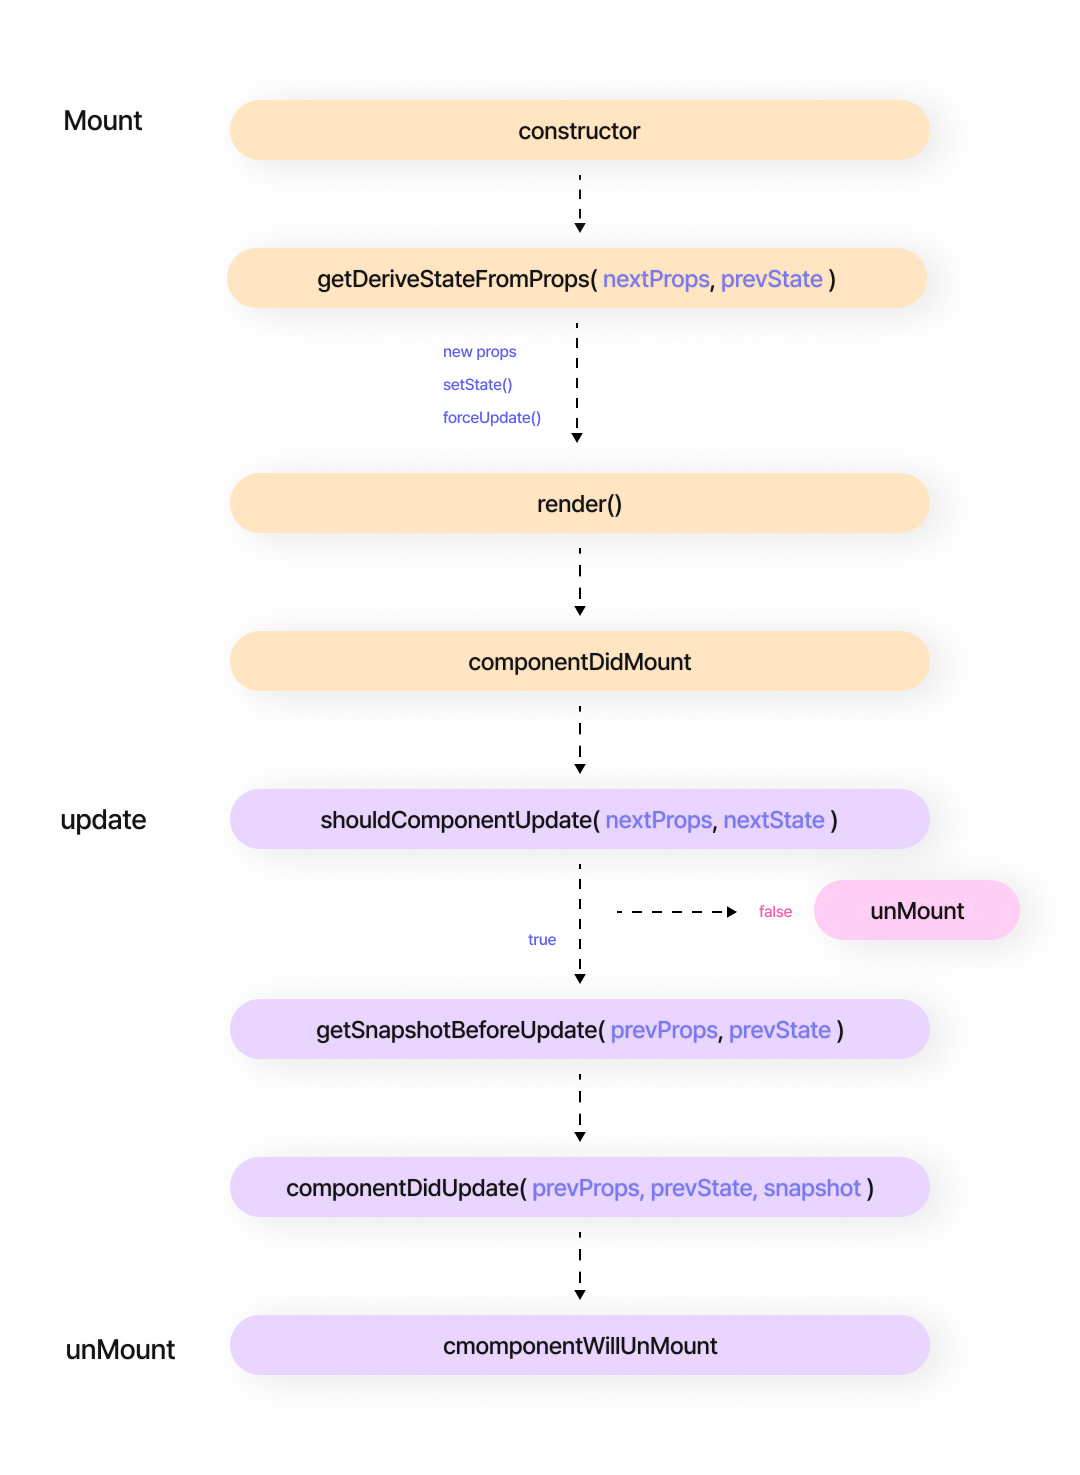 Mount
constructor
getDeriveStateFromProps( nextProps, prevState )
new props
setState()
forceUpdate()
render()
componentDidMount
update
shouldComponentUpdate( nextProps, nextState )
false
unMount
true
getSnapshotBeforeUpdate( prevProps, prevState )
componentDidUpdate( prevProps, prevState, snapshot )
unMount
cmomponentWillUnMount